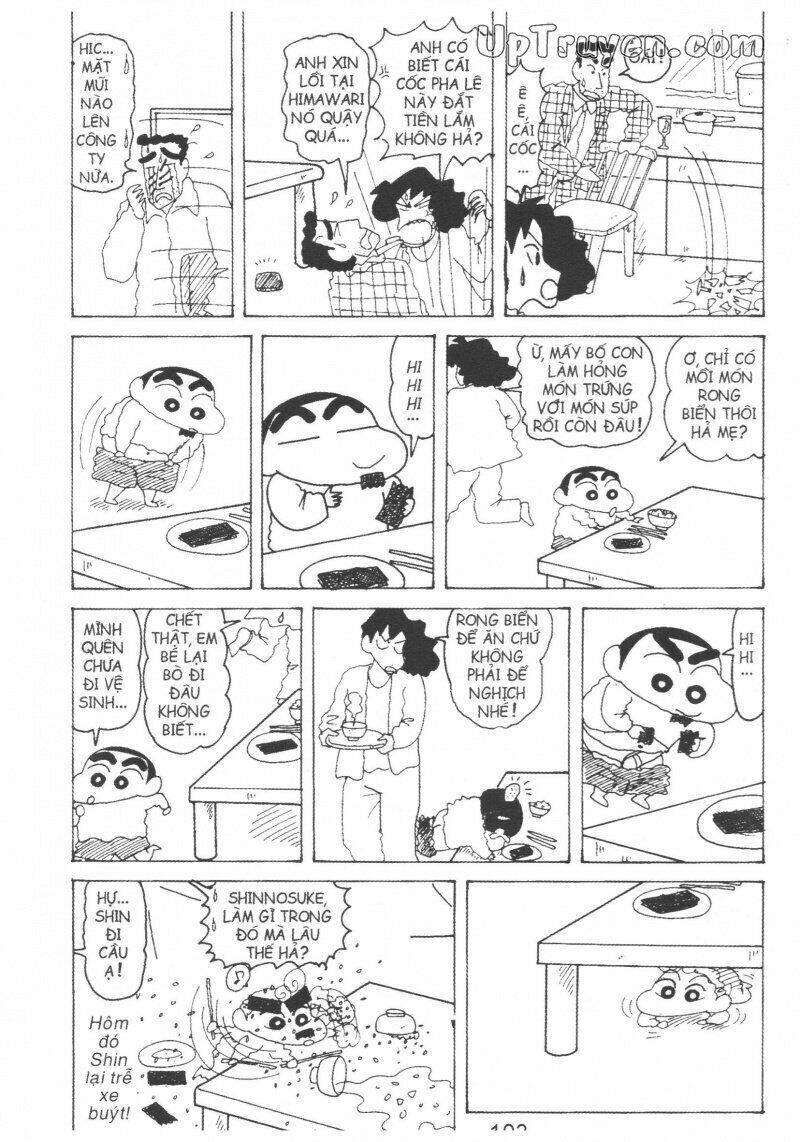 UpTruyen.com
OÁI!
Ê
Ê, CÁI
CỐC
...
ANH CÓ
BIẾT CÁI
CỐC PHA LÊ
NÀY ĐẮT
TIỀN LẮM
KHÔNG HẢ?
ANH XIN
LỖI TẠI
HIMAWARI
NÓ QUẬY
QUÁ...
HIC...
MẶT
MŨI
NÀO
LÊN
CÔNG
TY
NỮA.
Ơ, CHỈ CÓ
MỖI MÓN
RONG
BIỂN THÔI
HẢ MẸ?
Ừ, MẤY BỐ CON
LÀM HỎNG
MÓN TRỨNG
VỚI MÓN SÚP
RỒI CÒN ĐÂU!
HI
HI
HI
...
HI
HI
...
RONG BIỂN
ĐỂ ĂN CHỨ
KHÔNG
PHẢI ĐỂ
NGHỊCH
NHÉ!
CHẾT
THẬT, EM
BÉ LẠI
BÒ ĐI
ĐÂU
KHÔNG
BIẾT...
MÌNH
QUÊN
CHƯA
ĐI VỆ
SINH...
SHINNOSUKE,
LÀM GÌ TRONG
ĐÓ MÀ LÂU
THẾ HẢ?
HỰ...
SHIN
ĐI
CẦU
Ạ!
Hôm
đó
Shin
lại trễ
xe
buýt!